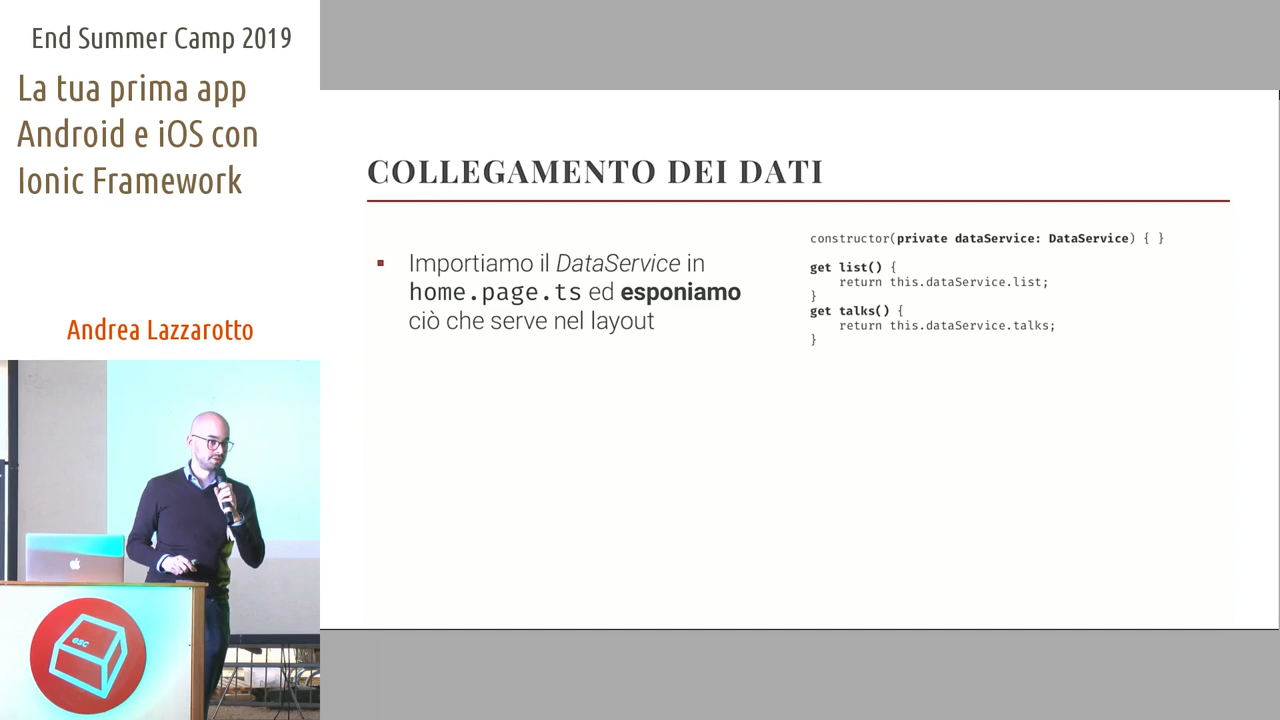 End Summer Camp 2019
La tua prima app
Android e iOS con
Ionic Framework
Andrea Lazzarotto
esc
COLLEGAMENTO DEI DATI
▪ Importiamo il DataService in
home.page.ts ed esponiamo
ciò che serve nel layout
constructor(private dataService: DataService) { }
get list() {
return this.dataService.list;
}
get talks() {
return this.dataService.talks;
}